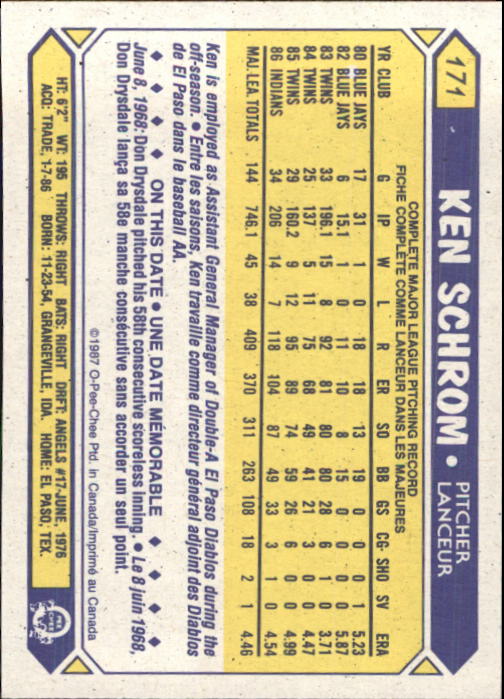 171
KEN SCHROM • PITCHER
LANCEUR
COMPLETE MAJOR LEAGUE PITCHING RECORD
FICHE COMPLÈTE COMME LANCEUR DANS LES MAJEURES
YR CLUB G IP W L R ER SO BB GS CG SHO SV ERA
80 BLUE JAYS 17 31 1 0 18 18 13 19 0 0 0 1 5.23
82 BLUE JAYS 6 15.1 1 0 11 10 8 15 0 0 0 0 5.87
83 TWINS 33 196.1 15 8 92 81 80 80 28 6 1 0 3.71
84 TWINS 25 137 5 11 75 68 49 41 21 3 0 0 4.47
85 TWINS 29 160.2 9 12 95 89 74 59 26 6 0 0 4.99
86 INDIANS 34 206 14 7 118 104 87 49 33 3 1 0 4.54
MAJ. LEA. TOTALS 144 746.1 45 38 409 370 311 263 108 18 2 1 4.46
Ken is employed as Assistant General Manager of Double-A El Paso Diablos during the
off-season. • Entre les saisons, Ken travaille comme directeur général adjoint des Diablos
de El Paso dans le baseball AA.
♦ ♦ ♦ ♦ ON THIS DATE • UNE DATE MÉMORABLE ♦ ♦ ♦ ♦
June 8, 1968: Don Drysdale pitched his 58th consecutive scoreless inning. • Le 8 juin 1968,
Don Drysdale lança sa 58e manche consécutive sans accorder un seul point.
©1987 O-Pee-Chee Ptd. in Canada/Imprimé au Canada
HT: 6'2" WT: 195 THROWS: RIGHT BATS: RIGHT DRFT: ANGELS #17-JUNE, 1976
ACQ: TRADE, 1-7-86 BORN: 11-23-54, GRANGEVILLE, IDA. HOME: EL PASO, TEX.
O PEE CHEE